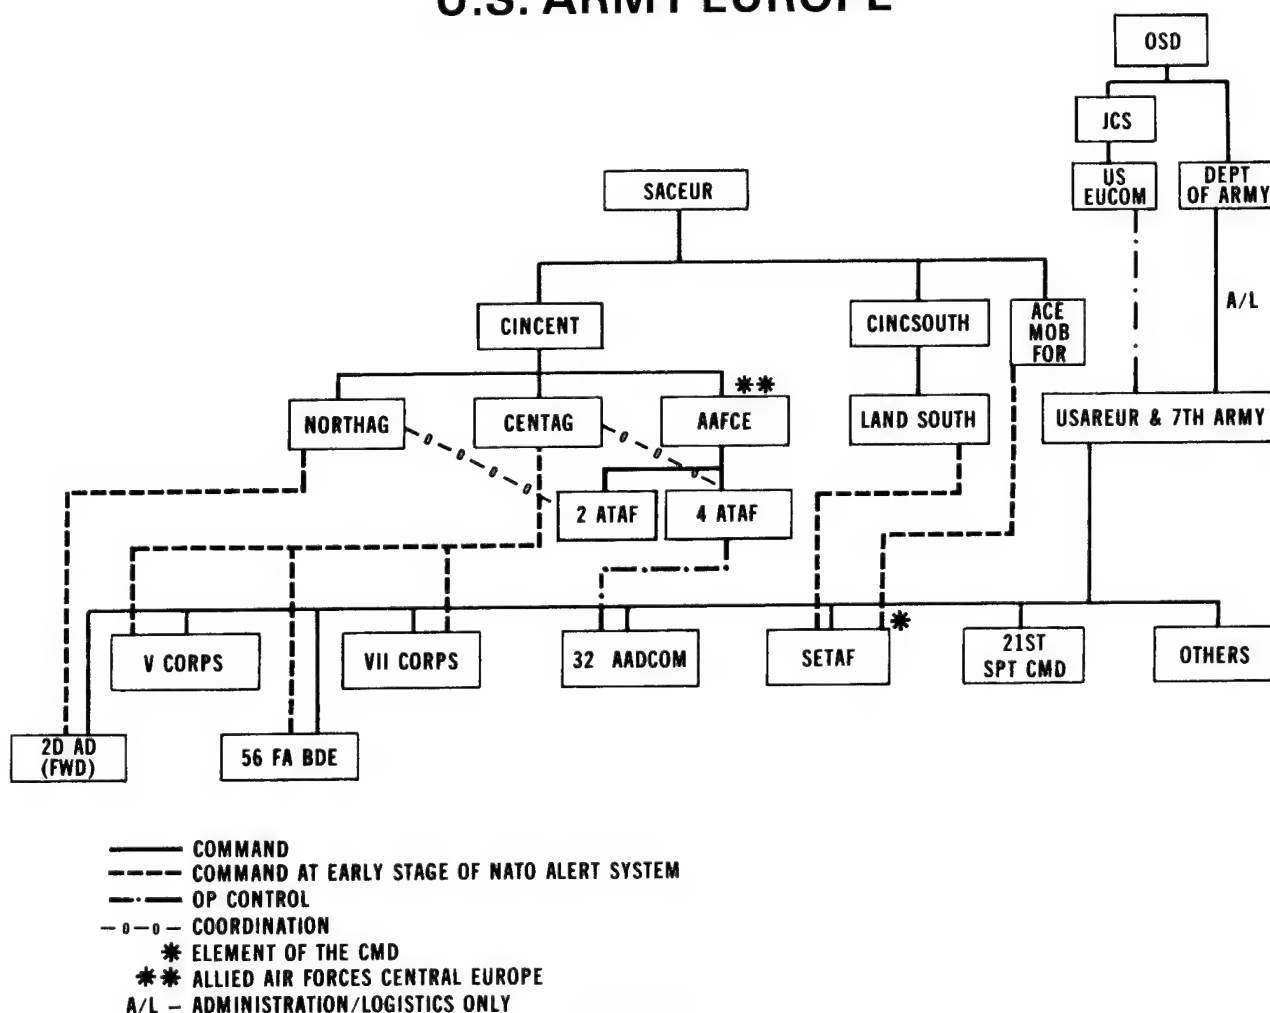 U.S. ARMY EUROPE
OSD
JCS
US
EUCOM
DEPT
OF ARMY
SACEUR
A/L
CINCENT
CINCSOUTH
ACE
MOB
FOR
**
NORTHAG
CENTAG
AAFCE
LAND SOUTH
USAREUR & 7TH ARMY
2 ATAF
4 ATAF
*
V CORPS
VII CORPS
32 AADCOM
SETAF
21ST
SPT CMD
OTHERS
2D AD
(FWD)
56 FA BDE
COMMAND
COMMAND AT EARLY STAGE OF NATO ALERT SYSTEM
OP CONTROL
—0—0— COORDINATION
* ELEMENT OF THE CMD
** ALLIED AIR FORCES CENTRAL EUROPE
A/L – ADMINISTRATION/LOGISTICS ONLY